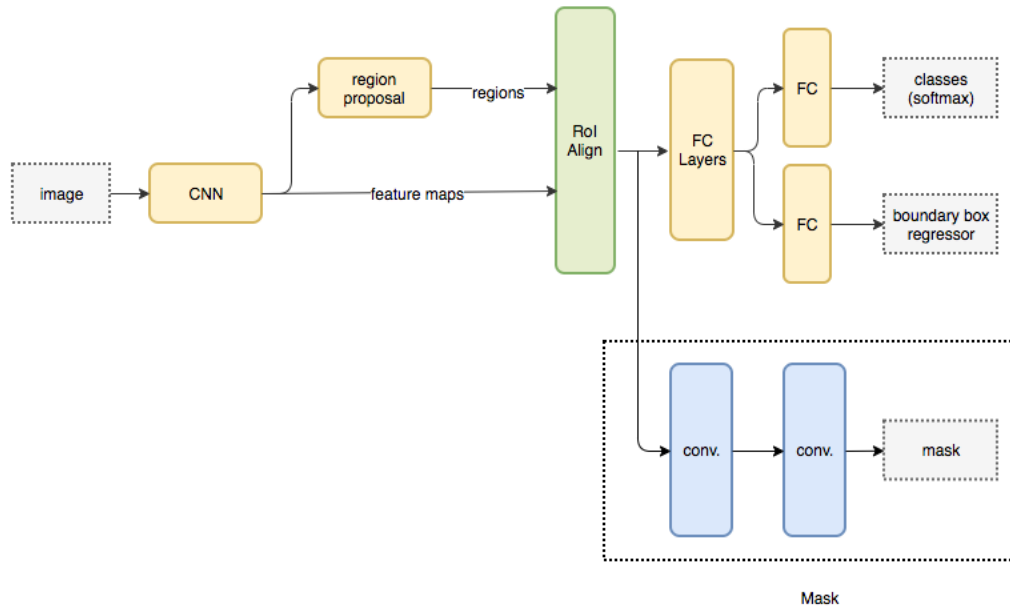 region
proposal
regions
image
CNN
feature maps
RoI
Align
FC
Layers
FC
classes
(softmax)
FC
boundary box
regressor
conv.
conv.
mask
Mask